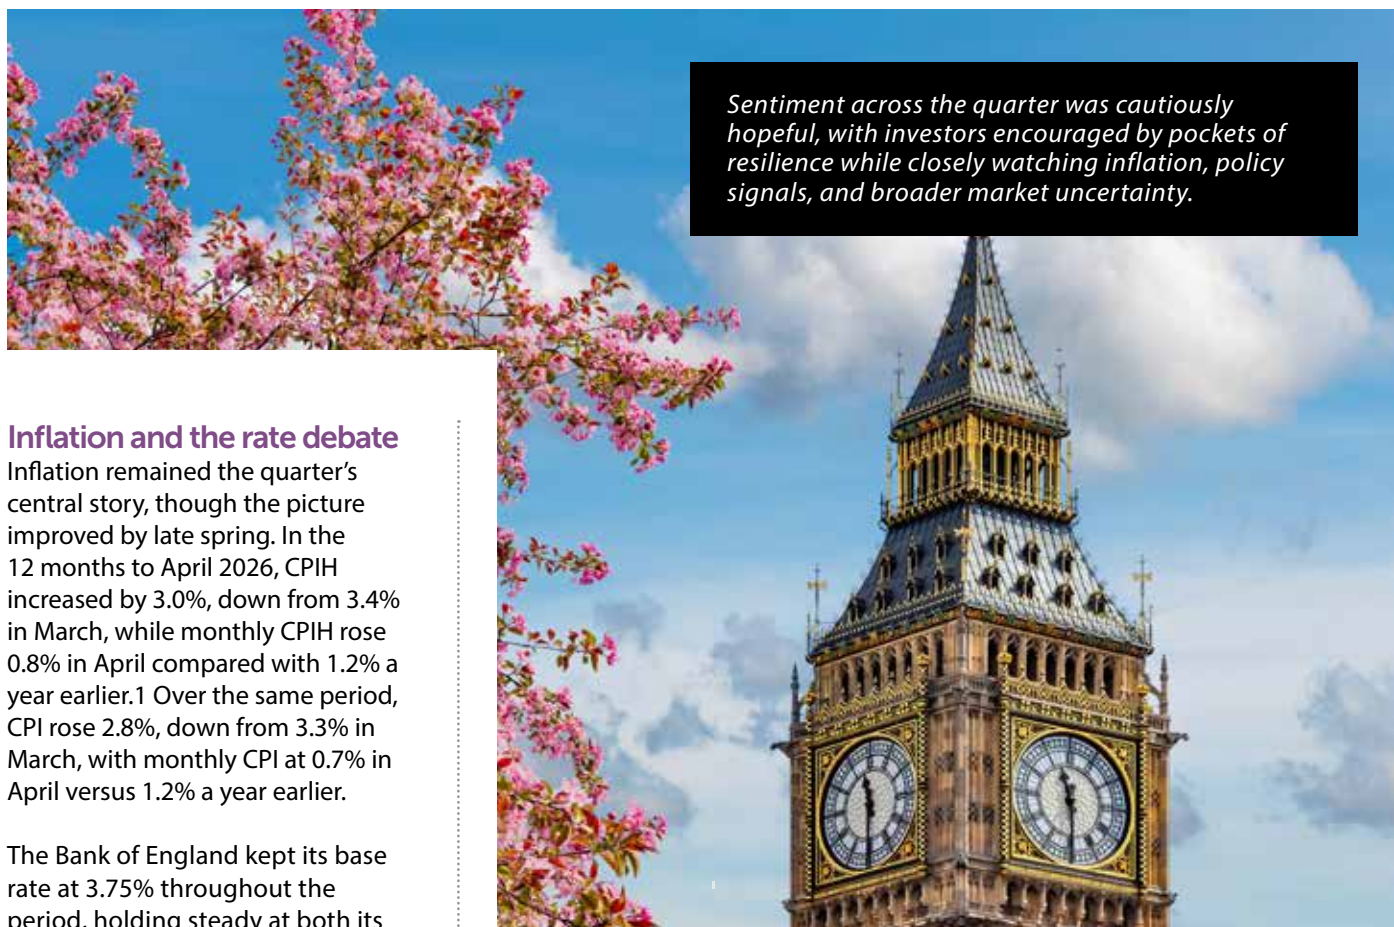 Sentiment across the quarter was cautiously
hopeful, with investors encouraged by pockets of
resilience while closely watching inflation, policy
signals, and broader market uncertainty.
Inflation and the rate debate
Inflation remained the quarter’s
central story, though the picture
improved by late spring. In the
12 months to April 2026, CPIH
increased by 3.0%, down from 3.4%
in March, while monthly CPIH rose
0.8% in April compared with 1.2% a
year earlier.1 Over the same period,
CPI rose 2.8%, down from 3.3% in
March, with monthly CPI at 0.7% in
April versus 1.2% a year earlier.
The Bank of England kept its base
rate at 3.75% throughout the
period, holding steady at both its